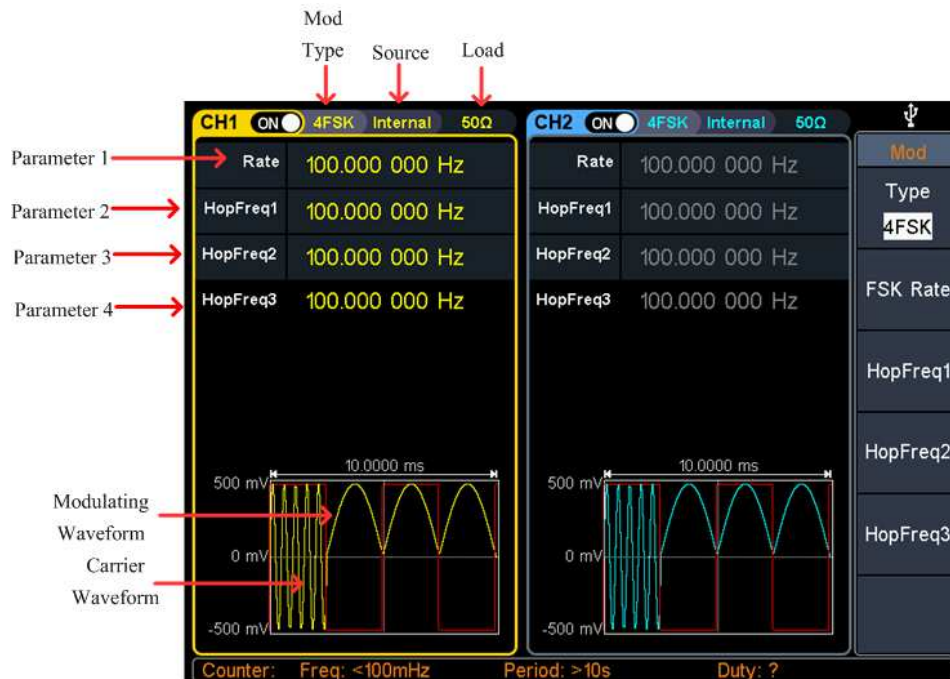 Mod
Type
Source
Load
CH1 ON 4FSK Internal 50Ω
CH2 ON 4FSK Internal 50Ω
Parameter 1
Parameter 2
Parameter 3
Parameter 4
Rate 100.000 000 Hz
HopFreq1 100.000 000 Hz
HopFreq2 100.000 000 Hz
HopFreq3 100.000 000 Hz
Rate 100.000 000 Hz
HopFreq1 100.000 000 Hz
HopFreq2 100.000 000 Hz
HopFreq3 100.000 000 Hz
Mod
Type
4FSK
FSK Rate
HopFreq1
HopFreq2
HopFreq3
Modulating
Waveform
Carrier
Waveform
10.0000 ms
500 mV
0 mV
-500 mV
10.0000 ms
500 mV
0 mV
-500 mV
Counter: Freq: <100mHz Period: >10s Duty: ?